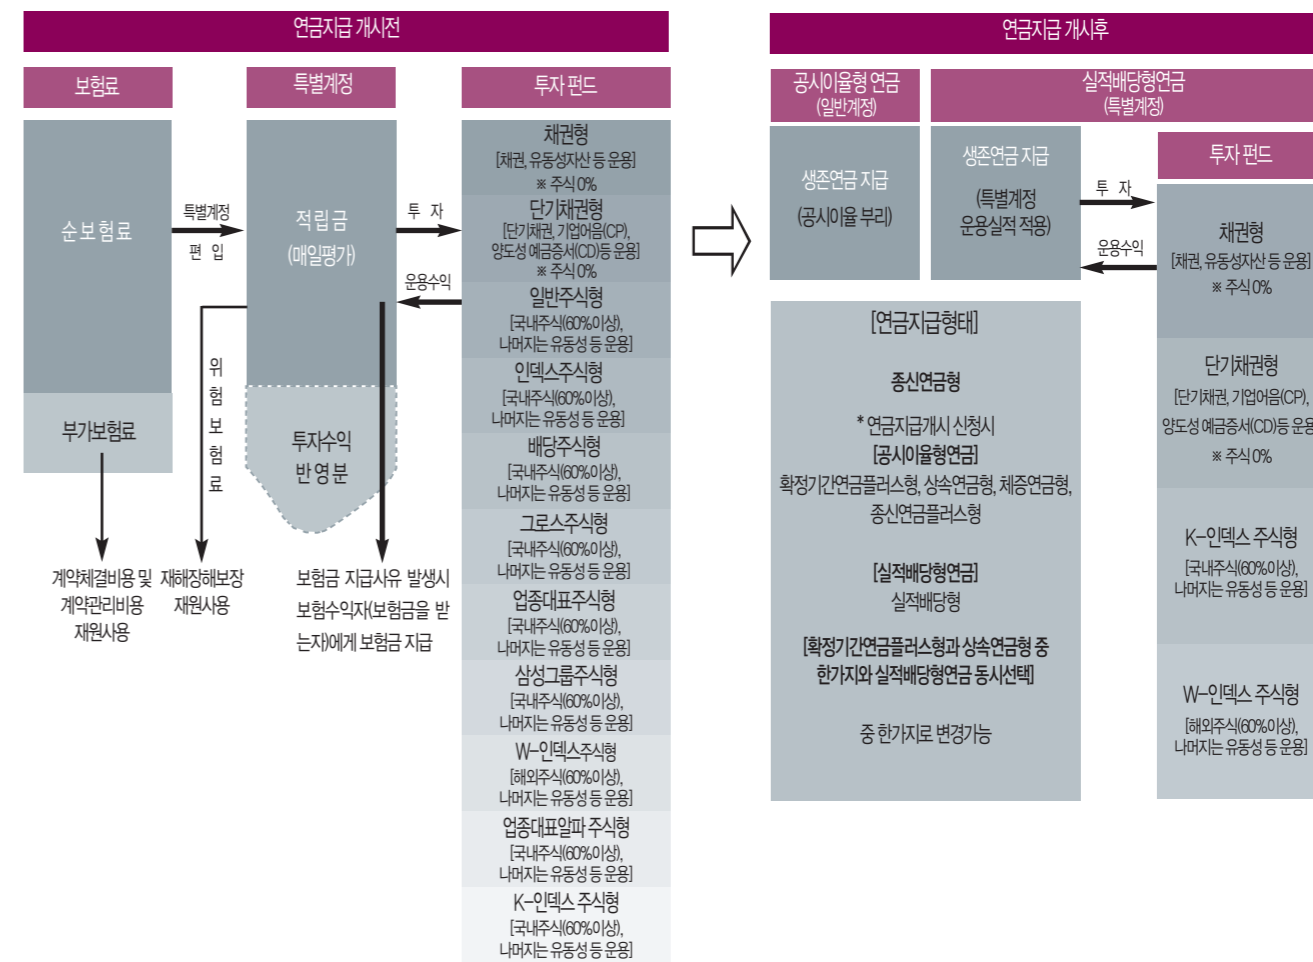 연금지급 개시전
보험료
특별계정
투자 펀드
순보험료
부가보험료
특별계정
편 입
적립금
(매일평가)
투자수익
반영분
투 자
운용수익
위
험
보
험
료
계약체결비용 및
계약관리비용
재원사용
재해장해보장
재원사용
보험금 지급사유 발생시
보험수익자(보험금을 받
는자)에게 보험금 지급
채권형
[채권, 유동성자산 등 운용]
※ 주식 0%
단기채권형
[단기채권, 기업어음(CP),
양도성 예금증서(CD)등 운용]
※ 주식 0%
일반주식형
[국내주식(60%이상),
나머지는 유동성 등 운용]
인덱스주식형
[국내주식(60%이상),
나머지는 유동성 등 운용]
배당주식형
[국내주식(60%이상),
나머지는 유동성 등 운용]
그로스주식형
[국내주식(60%이상),
나머지는 유동성 등 운용]
업종대표주식형
[국내주식(60%이상),
나머지는 유동성 등 운용]
삼성그룹주식형
[국내주식(60%이상),
나머지는 유동성 등 운용]
W-인덱스주식형
[해외주식(60%이상),
나머지는 유동성 등 운용]
업종대표알파 주식형
[국내주식(60%이상),
나머지는 유동성 등 운용]
K-인덱스 주식형
[국내주식(60%이상),
나머지는 유동성 등 운용]
연금지급 개시후
공시이율형 연금
(일반계정)
실적배당형연금
(특별계정)
생존연금 지급
(공시이율 부리)
생존연금 지급
(특별계정
운용실적 적용)
투 자
운용수익
투자 펀드
채권형
[채권, 유동성자산 등 운용]
※ 주식 0%
단기채권형
[단기채권, 기업어음(CP),
양도성 예금증서(CD)등 운용
※ 주식 0%
K-인덱스 주식형
[국내주식(60%이상),
나머지는 유동성 등 운용]
W-인덱스 주식형
[해외주식(60%이상),
나머지는 유동성 등 운용]
[연금지급형태]
종신연금형
* 연금지급개시 신청시
[공시이율형연금]
확정기간연금플러스형, 상속연금형, 체증연금형,
종신연금플러스형
[실적배당형연금]
실적배당형
[확정기간연금플러스형과 상속연금형 중
한가지와 실적배당형연금 동시선택]
중 한가지로 변경가능